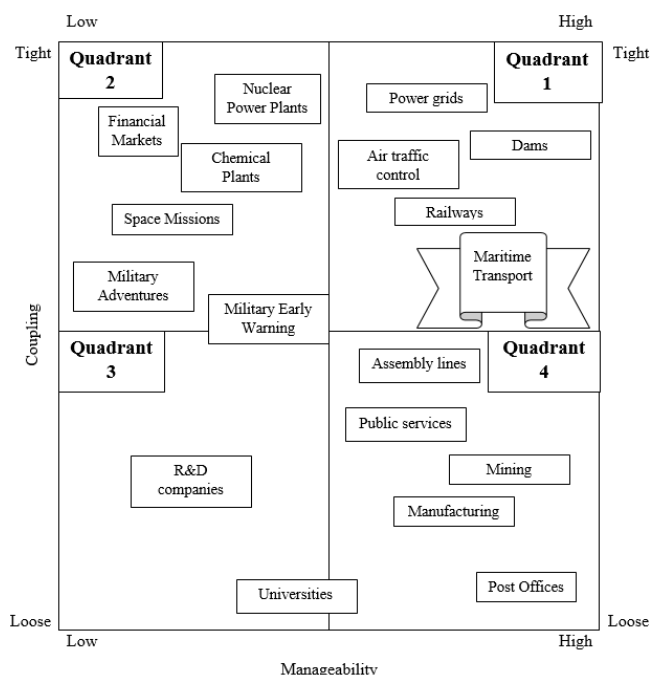 Low
High
Tight
Quadrant
2
Nuclear
Power Plants
Power grids
Quadrant
1
Tight
Financial
Markets
Chemical
Plants
Air traffic
control
Dams
Space Missions
Railways
Maritime
Transport
Military
Adventures
Military Early
Warning
Coupling
Quadrant
3
Assembly lines
Quadrant
4
Public services
R&D
companies
Mining
Manufacturing
Universities
Post Offices
Loose
Loose
Low
High
Manageability